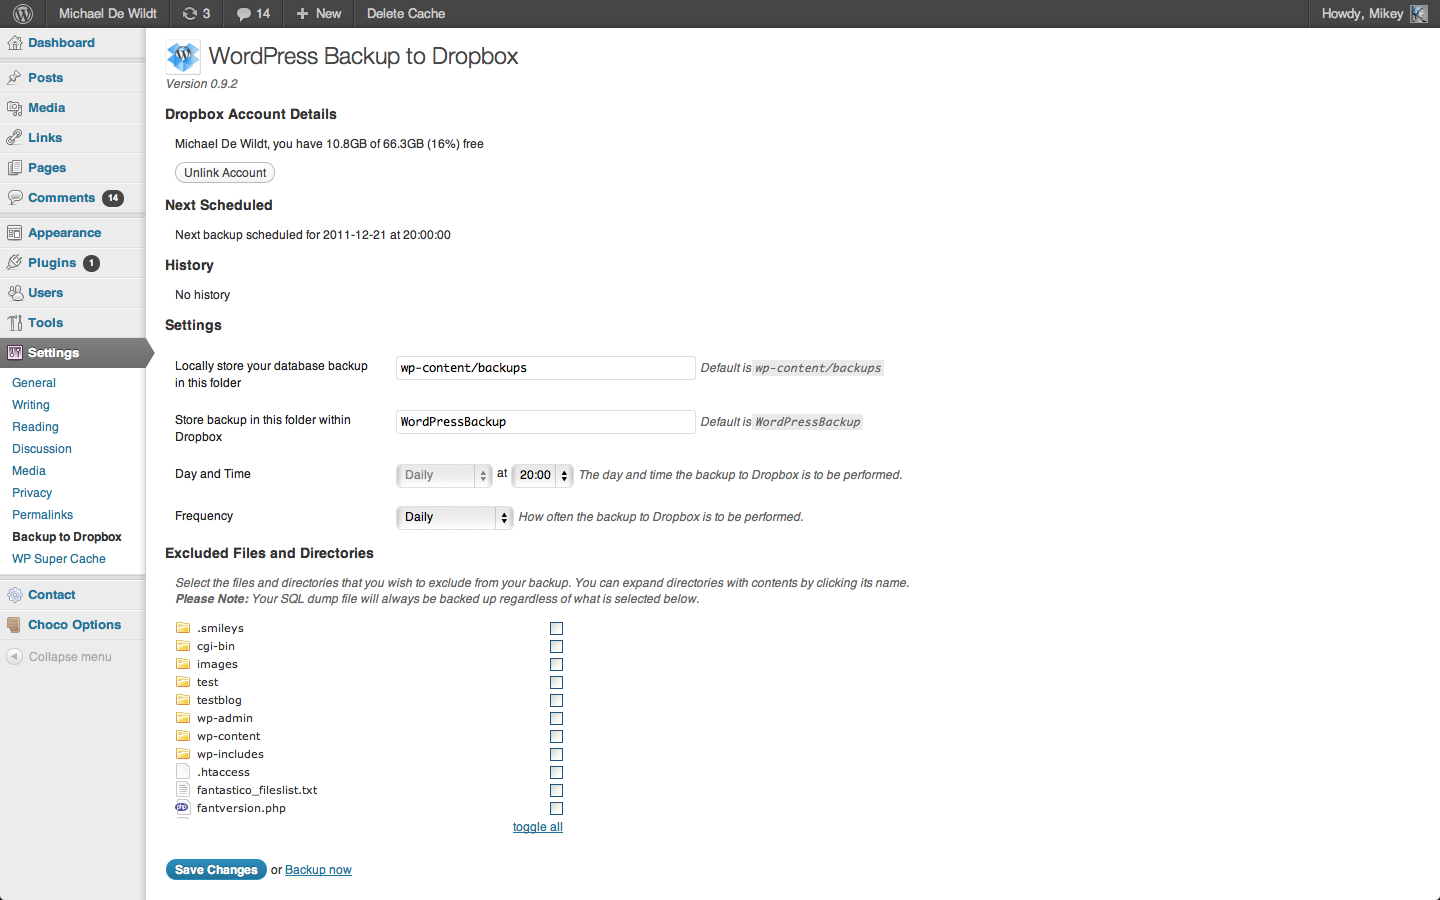 Michael De Wildt 3 14 + New Delete Cache Howdy, Mikey
Dashboard
Posts
Media
Links
Pages
Comments 14
Appearance
Plugins 1
Users
Tools
Settings
General
Writing
Reading
Discussion
Media
Privacy
Permalinks
Backup to Dropbox
WP Super Cache
Contact
Choco Options
Collapse menu
WordPress Backup to Dropbox
Version 0.9.2
Dropbox Account Details
Michael De Wildt, you have 10.8GB of 66.3GB (16%) free
Unlink Account
Next Scheduled
Next backup scheduled for 2011-12-21 at 20:00:00
History
No history
Settings
Locally store your database backup
in this folder
wp-content/backups Default is wp-content/backups
Store backup in this folder within
Dropbox
WordPressBackup Default is WordPressBackup
Day and Time Daily at 20:00 The day and time the backup to Dropbox is to be performed.
Frequency Daily How often the backup to Dropbox is to be performed.
Excluded Files and Directories
Select the files and directories that you wish to exclude from your backup. You can expand directories with contents by clicking its name.
Please Note: Your SQL dump file will always be backed up regardless of what is selected below.
.smileys
cgi-bin
images
test
testblog
wp-admin
wp-content
wp-includes
.htaccess
fantastico_fileslist.txt
fantversion.php
toggle all
Save Changes or Backup now